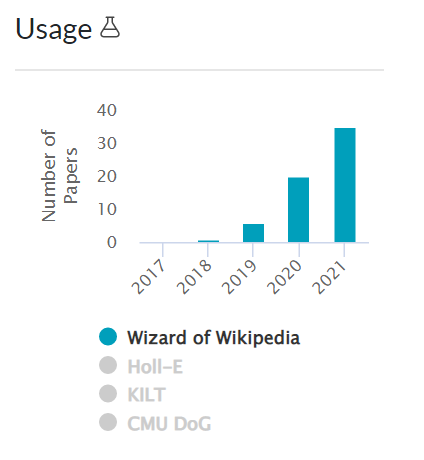 Usage
Number of
Papers
40
30
20
10
0
2017
2018
2019
2020
2021
Wizard of Wikipedia
Holl-E
KILT
CMU DoG